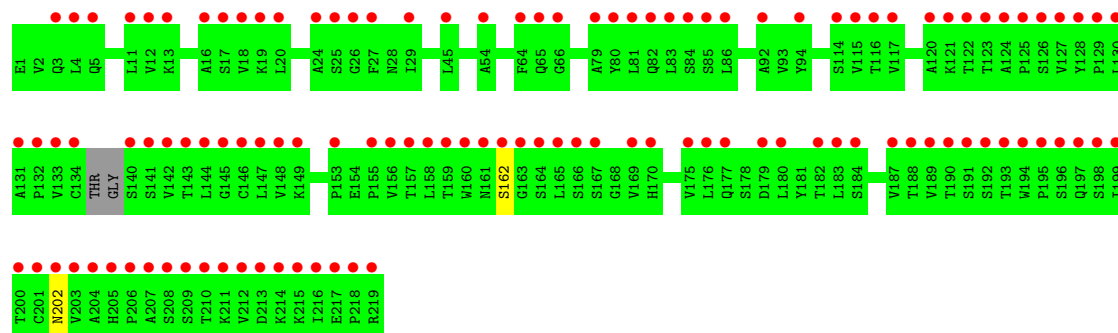 E1
V2
Q3
L4
Q5
L11
V12
K13
A16
S17
V18
K19
L20
A24
S25
G26
F27
N28
I29
L45
A54
F64
Q65
G66
A79
Y80
L81
Q82
L83
S84
S85
L86
A92
V93
Y94
S114
V115
T116
V117
A120
K121
T122
T123
A124
P125
S126
V127
Y128
P129
L130
A131
P132
V133
C134
THR
GLY
S140
S141
V142
T143
L144
G145
C146
L147
V148
K149
P153
E154
P155
V156
T157
L158
T159
W160
N161
S162
G163
S164
L165
S166
S167
G168
V169
H170
V175
L176
Q177
S178
D179
L180
Y181
T182
L183
S184
V187
T188
V189
T190
S191
S192
T193
W194
P195
S196
Q197
S198
I199
T200
C201
N202
V203
A204
H205
P206
A207
S208
S209
T210
K211
V212
D213
K214
K215
I216
E217
P218
R219